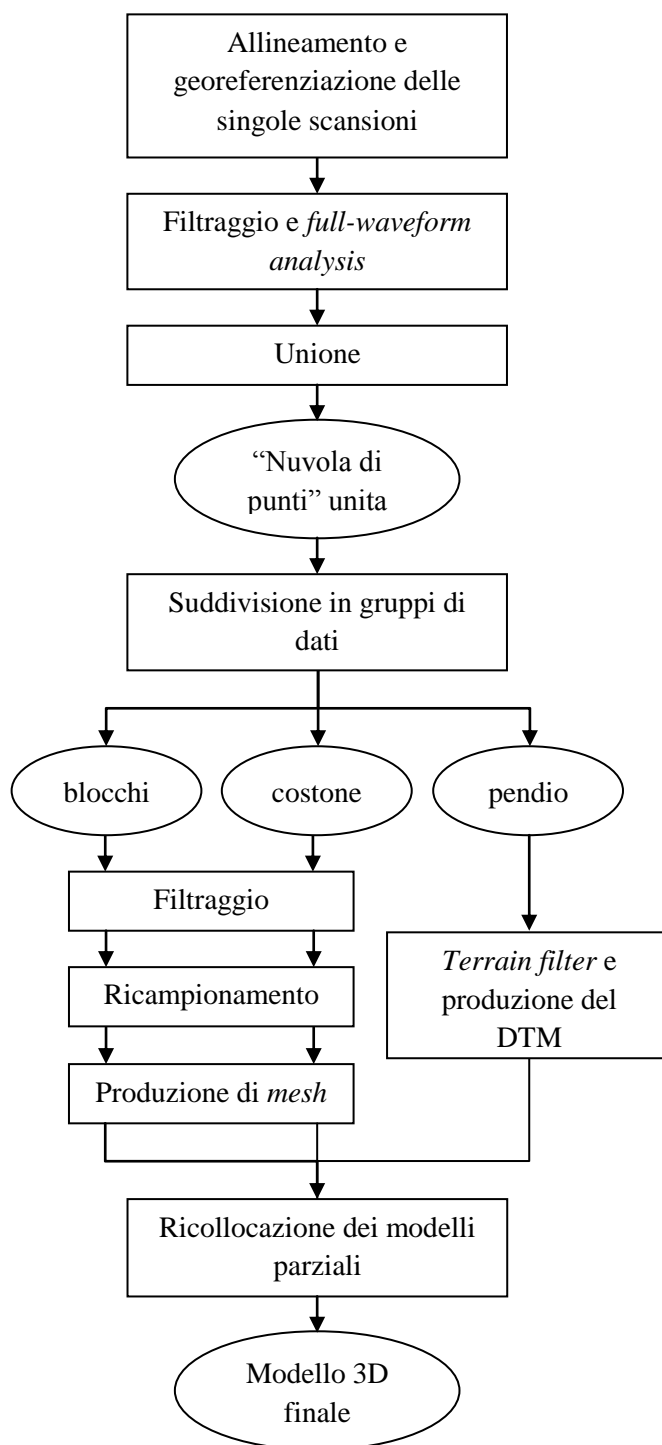 Allineamento e
georeferenziazione delle
singole scansioni
Filtraggio e full-waveform
analysis
Unione
“Nuvola di
punti” unita
Suddivisione in gruppi di
dati
blocchi
costone
pendio
Filtraggio
Ricampionamento
Produzione di mesh
Terrain filter e
produzione del
DTM
Ricollocazione dei modelli
parziali
Modello 3D
finale